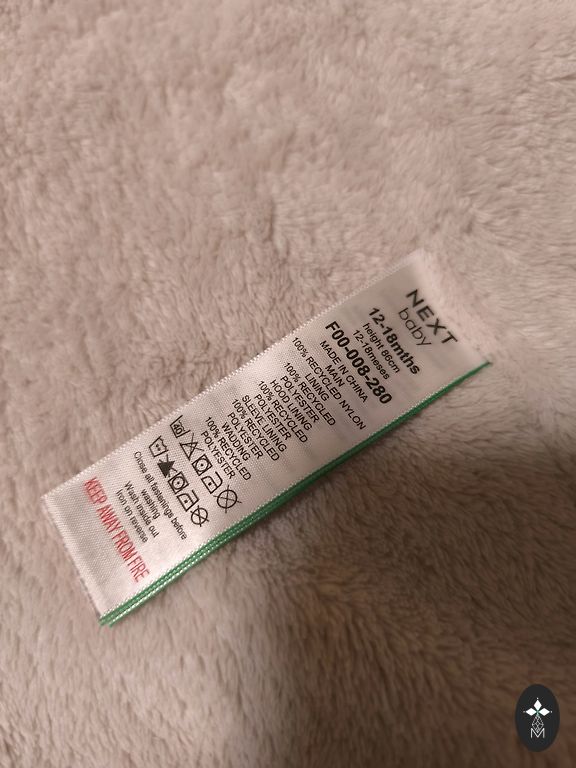 NEXT
baby
12-18mths
height 86cm
12-18meses
F00-008-280
MADE IN CHINA
100% RECYCLED NYLON
MAIN
LINING
100% RECYCLED
POLYESTER
HOOD LINING
100% RECYCLED
POLYESTER
SLEEVE LINING
100% RECYCLED
POLYESTER
WADDING
100% RECYCLED
POLYESTER
40
Close all fastenings before
washing
Wash inside out
Iron on reverse
KEEP AWAY FROM FIRE
M